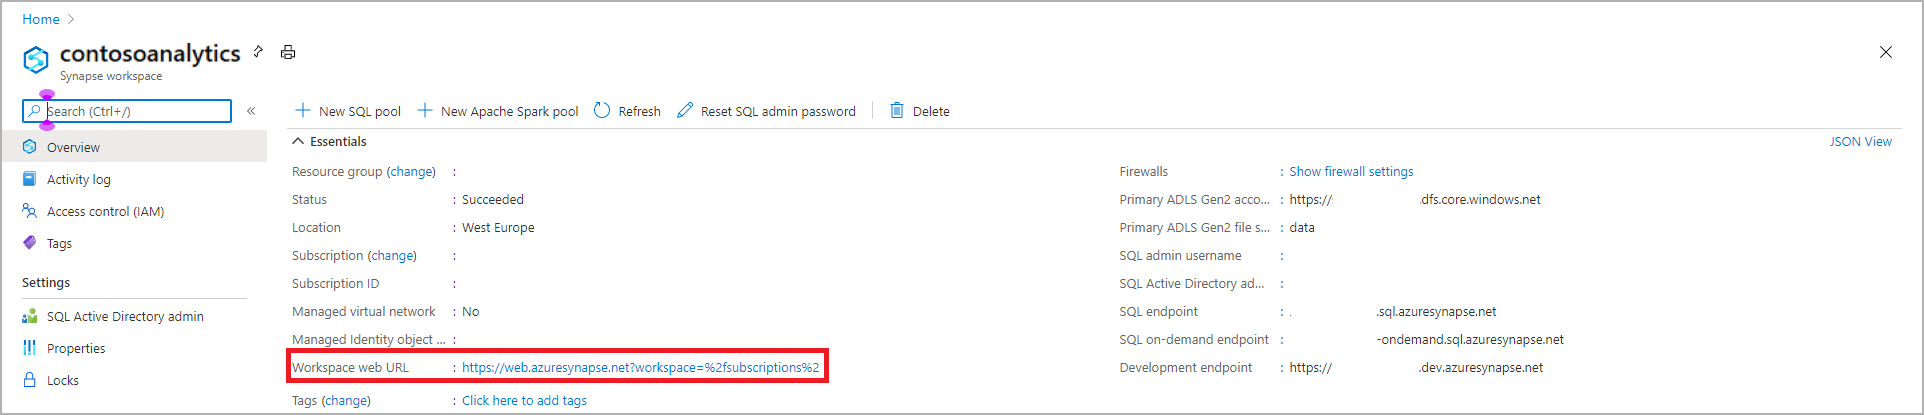 Home
contosoanalytics
Synapse workspace
Search (Ctrl+/)
New SQL pool New Apache Spark pool Refresh Reset SQL admin password Delete
Overview
Activity log
Access control (IAM)
Tags
Settings
SQL Active Directory admin
Properties
Locks
Essentials JSON View
Resource group (change) :
Status : Succeeded
Location : West Europe
Subscription (change) :
Subscription ID :
Managed virtual network : No
Managed Identity object ... :
Workspace web URL : https://web.azuresynapse.net?workspace=%2fsubscriptions%2
Tags (change) : Click here to add tags
Firewalls : Show firewall settings
Primary ADLS Gen2 acco... : https:// .dfs.core.windows.net
Primary ADLS Gen2 file s... : data
SQL admin username :
SQL Active Directory ad... :
SQL endpoint : .sql.azuresynapse.net
SQL on-demand endpoint : -ondemand.sql.azuresynapse.net
Development endpoint : https:// .dev.azuresynapse.net